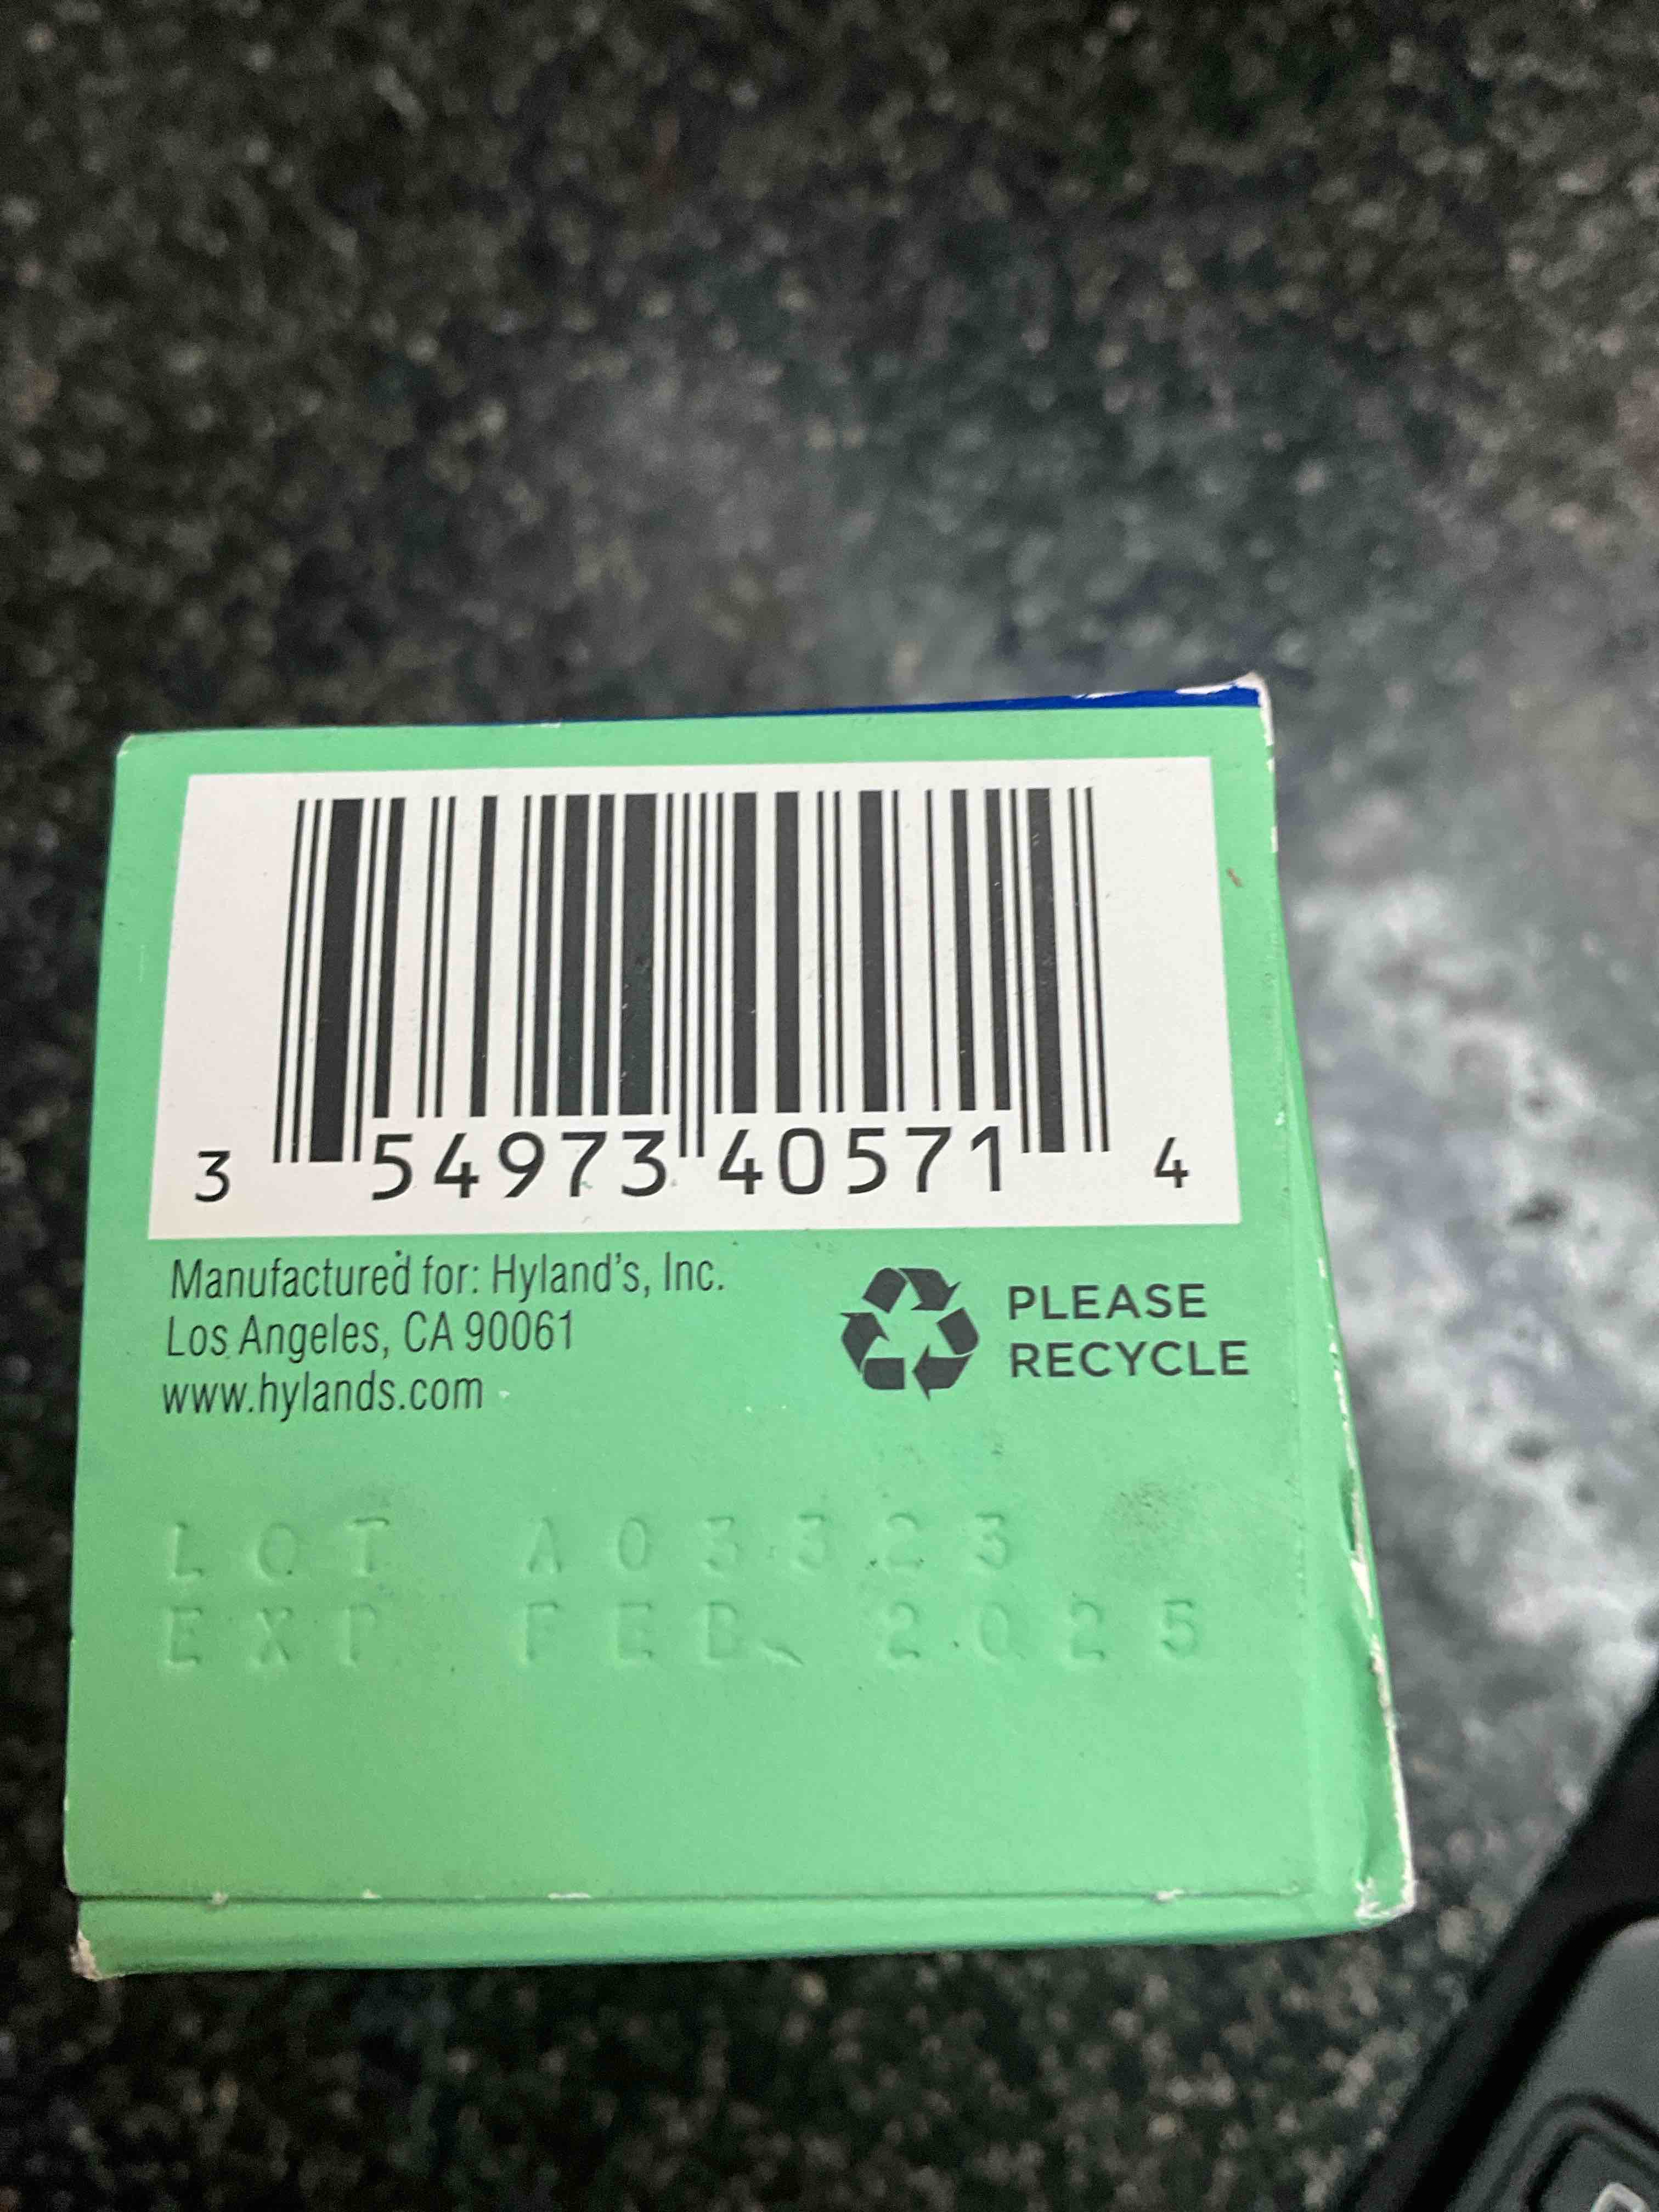 3 54973 40571 4
Manufactured for: Hyland's, Inc.
Los Angeles, CA 90061
www.hylands.com
PLEASE
RECYCLE
LOT A03323
EXP FEB. 2025